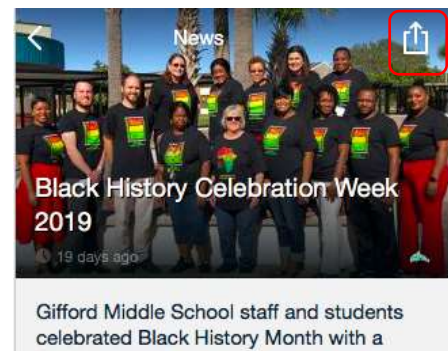 News
Black History Celebration Week
2019
19 days ago
Gifford Middle School staff and students
celebrated Black History Month with a